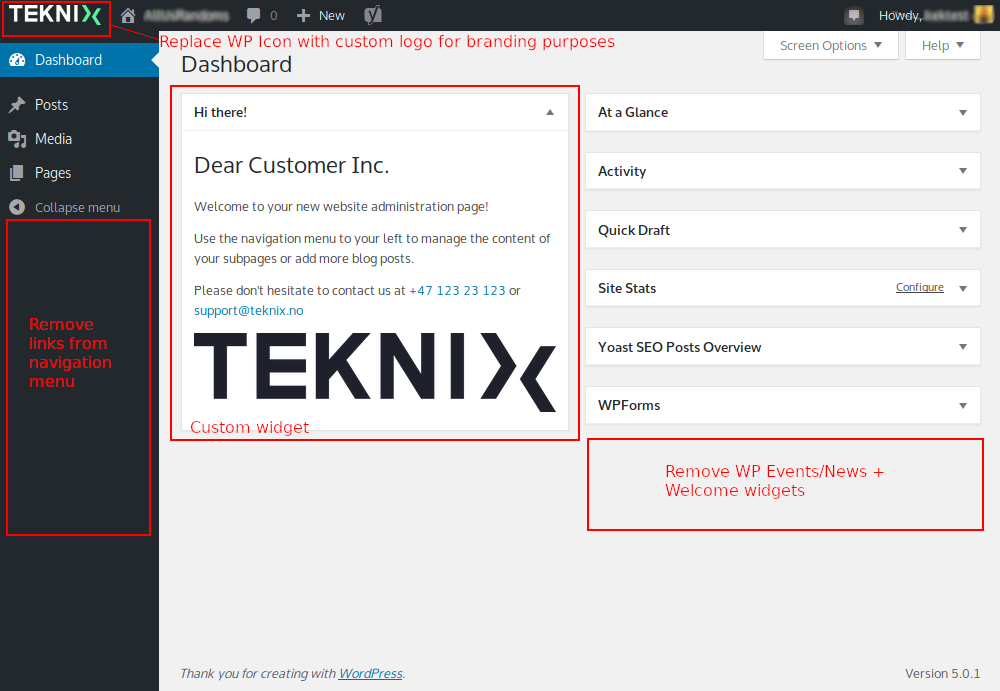 TEKNIX
0
New
Howdy,
Replace WP Icon with custom logo for branding purposes
Screen Options
Help
Dashboard
Dashboard
Posts
Media
Pages
Collapse menu
Remove
links from
navigation
menu
Hi there!
Dear Customer Inc.
Welcome to your new website administration page!
Use the navigation menu to your left to manage the content of
your subpages or add more blog posts.
Please don't hesitate to contact us at +47 123 23 123 or
support@teknix.no
TEKNIX
Custom widget
At a Glance
Activity
Quick Draft
Site Stats
Configure
Yoast SEO Posts Overview
WPForms
Remove WP Events/News +
Welcome widgets
Thank you for creating with WordPress.
Version 5.0.1